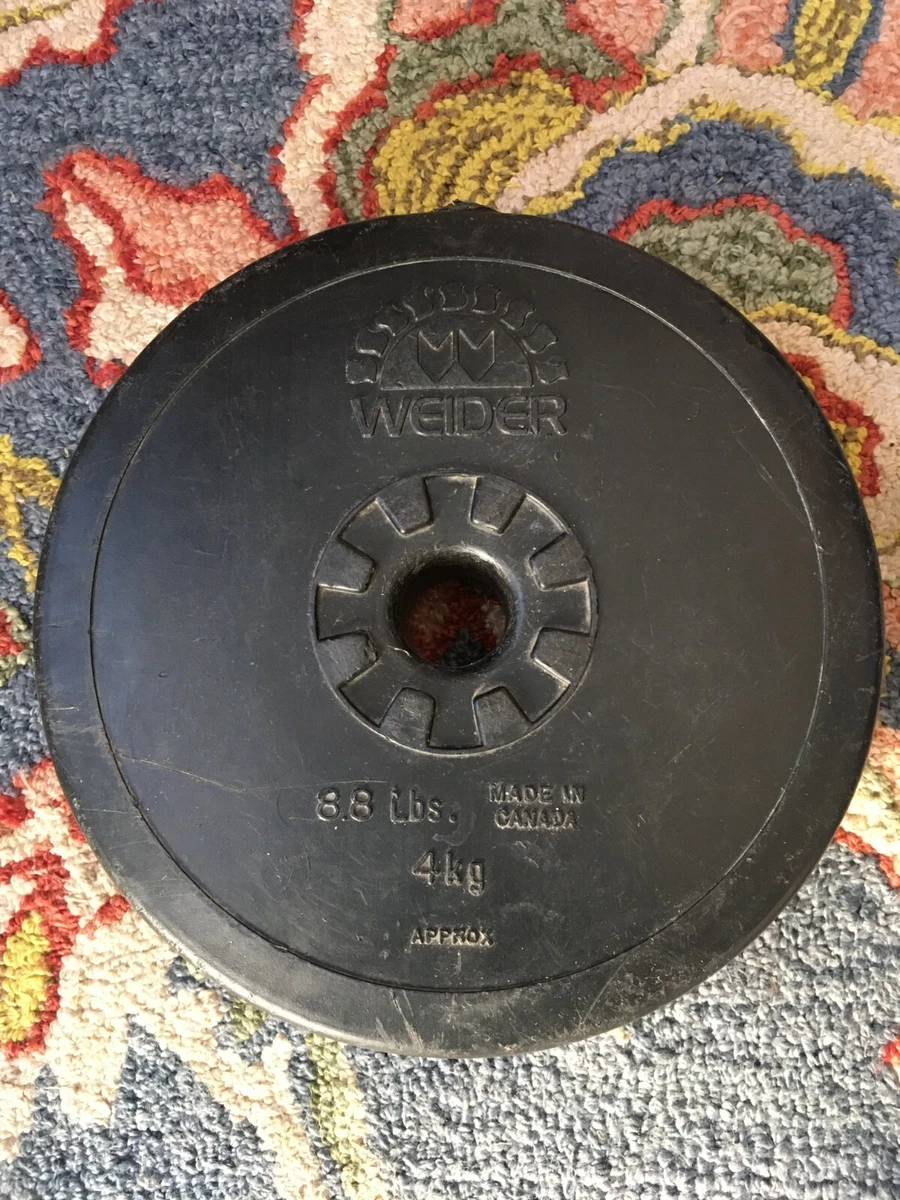 WEIDER
8.8 Lbs.
MADE IN
CANADA
4kg
APPROX